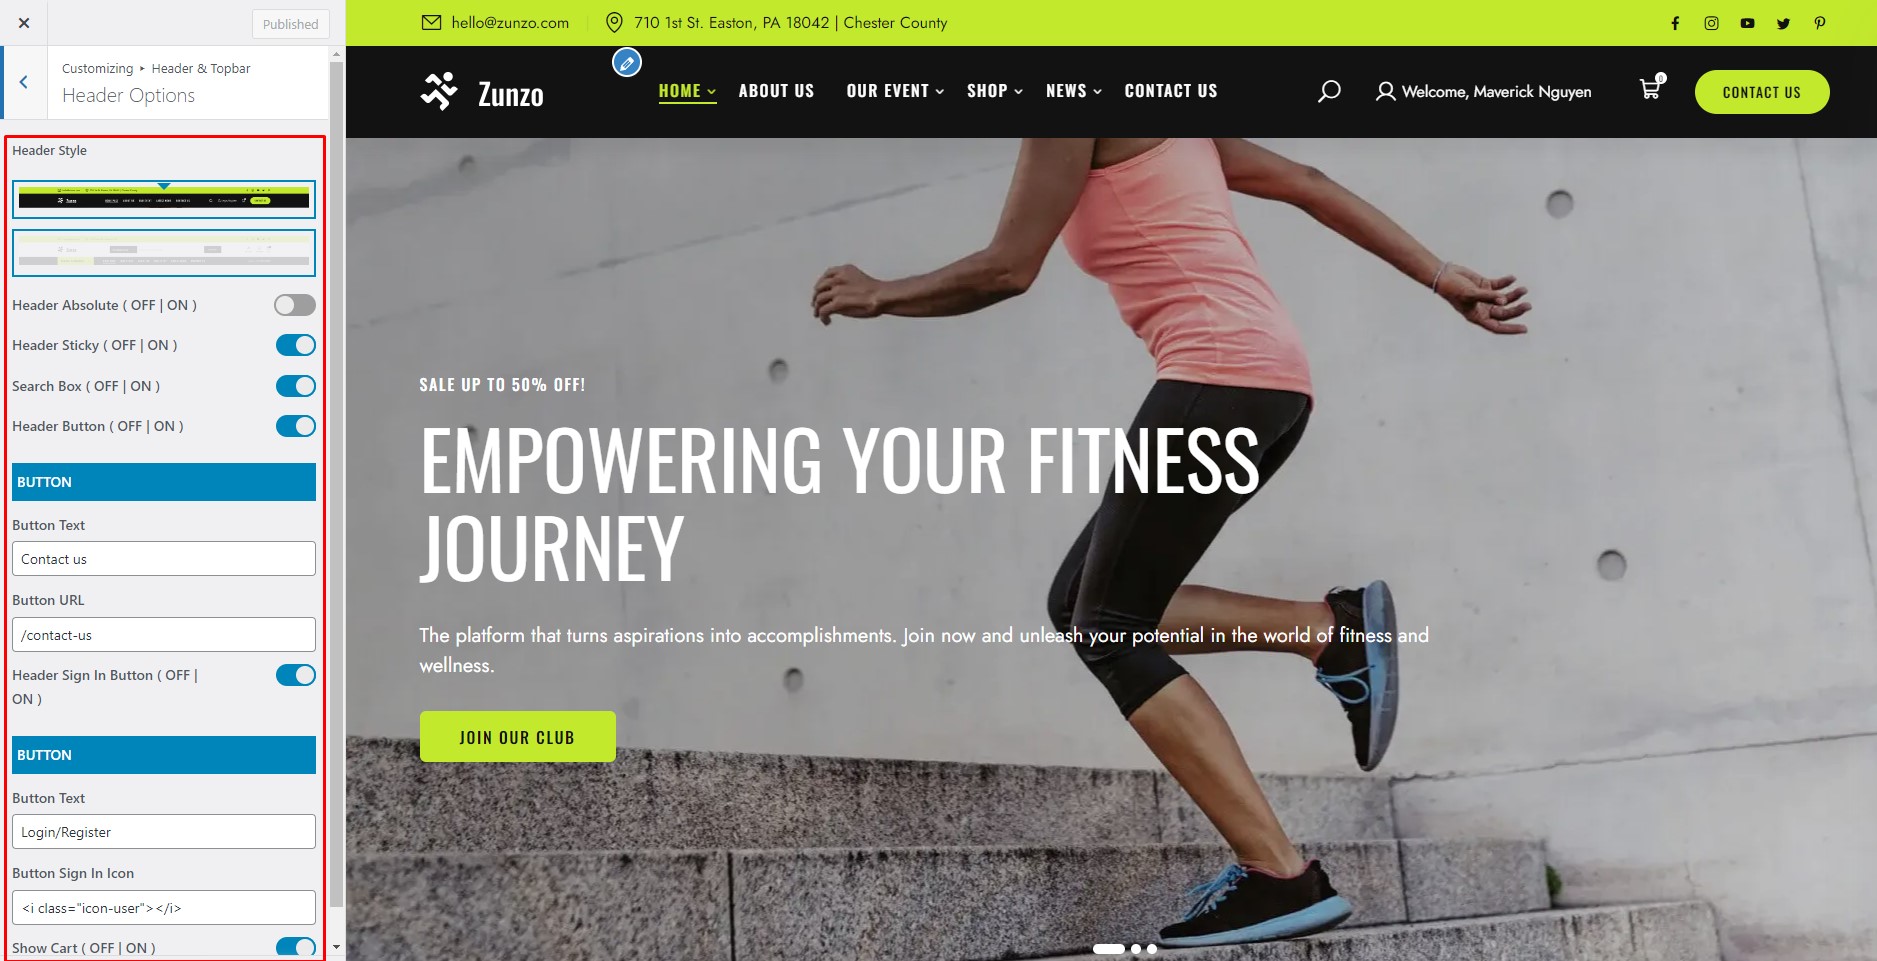 Published
Customizing ▸ Header & Topbar
Header Options
Header Style
Header Absolute ( OFF | ON )
Header Sticky ( OFF | ON )
Search Box ( OFF | ON )
Header Button ( OFF | ON )
BUTTON
Button Text
Contact us
Button URL
/contact-us
Header Sign In Button ( OFF |
ON )
BUTTON
Button Text
Login/Register
Button Sign In Icon
<i class="icon-user"></i>
Show Cart ( OFF | ON )
hello@zunzo.com
710 1st St. Easton, PA 18042 | Chester County
Zunzo
HOME ABOUT US OUR EVENT SHOP NEWS CONTACT US
Welcome, Maverick Nguyen
0
CONTACT US
SALE UP TO 50% OFF!
EMPOWERING YOUR FITNESS
JOURNEY
The platform that turns aspirations into accomplishments. Join now and unleash your potential in the world of fitness and
wellness.
JOIN OUR CLUB